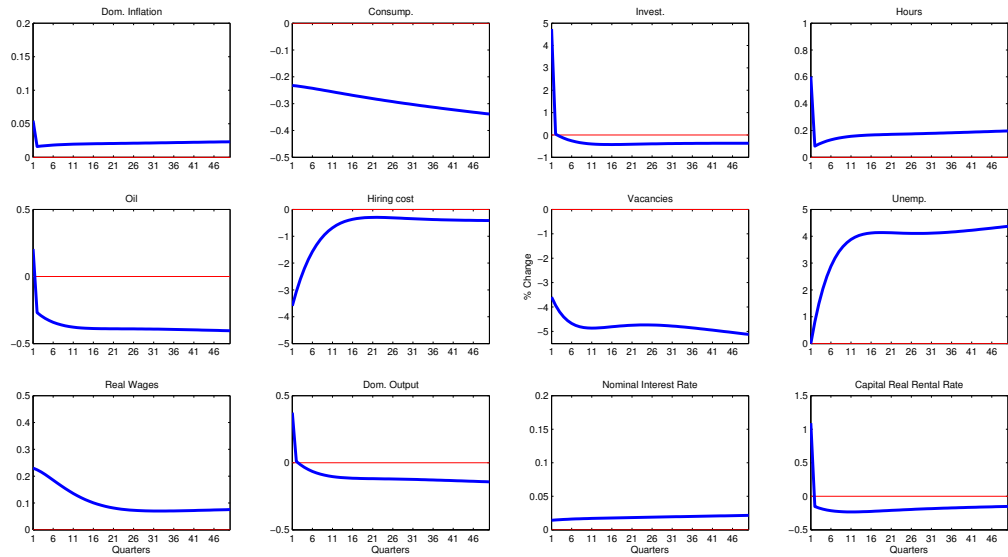 Dom. Inflation
0.2
0.15
0.1
0.05
0
1 6 11 16 21 26 31 36 41 46
Consump.
0
−0.1
−0.2
−0.3
−0.4
−0.5
1 6 11 16 21 26 31 36 41 46
Invest.
5
4
3
2
1
0
−1
1 6 11 16 21 26 31 36 41 46
Hours
1
0.8
0.6
0.4
0.2
0
1 6 11 16 21 26 31 36 41 46
Oil
0.5
0
−0.5
1 6 11 16 21 26 31 36 41 46
Hiring cost
0
−1
−2
−3
−4
−5
1 6 11 16 21 26 31 36 41 46
Vacancies
% Change
0
−1
−2
−3
−4
−5
1 6 11 16 21 26 31 36 41 46
Unemp.
5
4
3
2
1
0
1 6 11 16 21 26 31 36 41 46
Real Wages
0.5
0.4
0.3
0.2
0.1
0
1 6 11 16 21 26 31 36 41 46
Quarters
Dom. Output
0.5
0
−0.5
1 6 11 16 21 26 31 36 41 46
Quarters
Nominal Interest Rate
0.2
0.15
0.1
0.05
0
1 6 11 16 21 26 31 36 41 46
Quarters
Capital Real Rental Rate
1.5
1
0.5
0
−0.5
1 6 11 16 21 26 31 36 41 46
Quarters